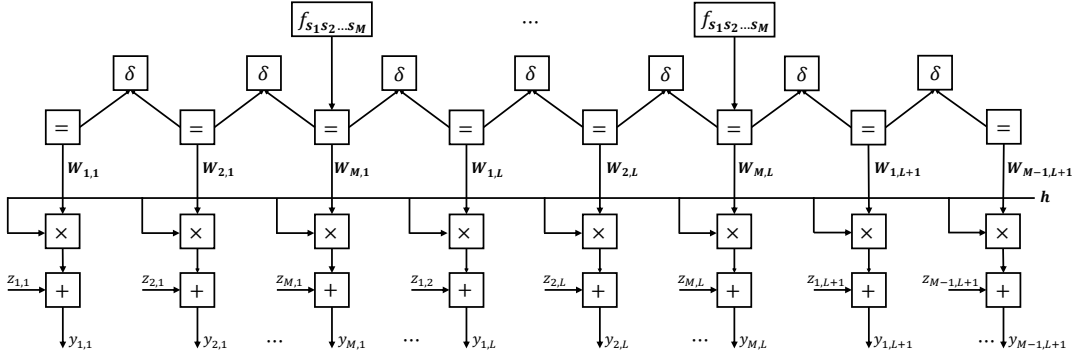 f_{s_1 s_2 ... s_M} ... f_{s_1 s_2 ... s_M}
δ δ δ δ δ δ δ
= = = = = = = =
W_{1,1} W_{2,1} W_{M,1} W_{1,L} W_{2,L} W_{M,L} W_{1,L+1} W_{M−1,L+1}
h
× × × × × × × ×
z_{1,1} z_{2,1} z_{M,1} z_{1,2} z_{2,L} z_{M,L} z_{1,L+1} z_{M−1,L+1}
+ + + + + + + +
y_{1,1} y_{2,1} ... y_{M,1} ... y_{1,L} y_{2,L} ... y_{M,L} ... y_{1,L+1} ... y_{M−1,L+1}